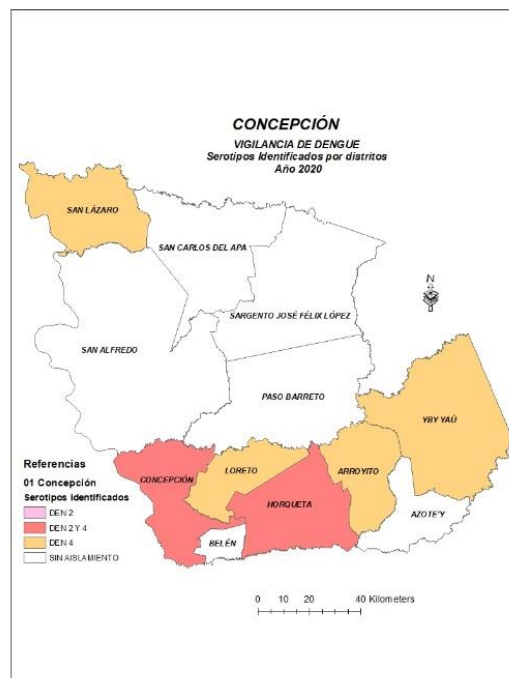 CONCEPCIÓN
VIGILANCIA DE DENGUE
Serotipos Identificados por distritos
Año 2020
SAN LÁZARO
SAN CARLOS DEL APA
N
SARGENTO JOSÉ FÉLIX LÓPEZ
SAN ALFREDO
PASO BARRETO
YBY YAÚ
Referencias
01 Concepción
Serotipos identificados
DEN 2
DEN 2 Y 4
DEN 4
SIN AISLAMIENTO
CONCEPCIÓN
LORETO
ARROYITO
HORQUETA
AZOTE'Y
BELÉN
0 10 20 40 Kilometers